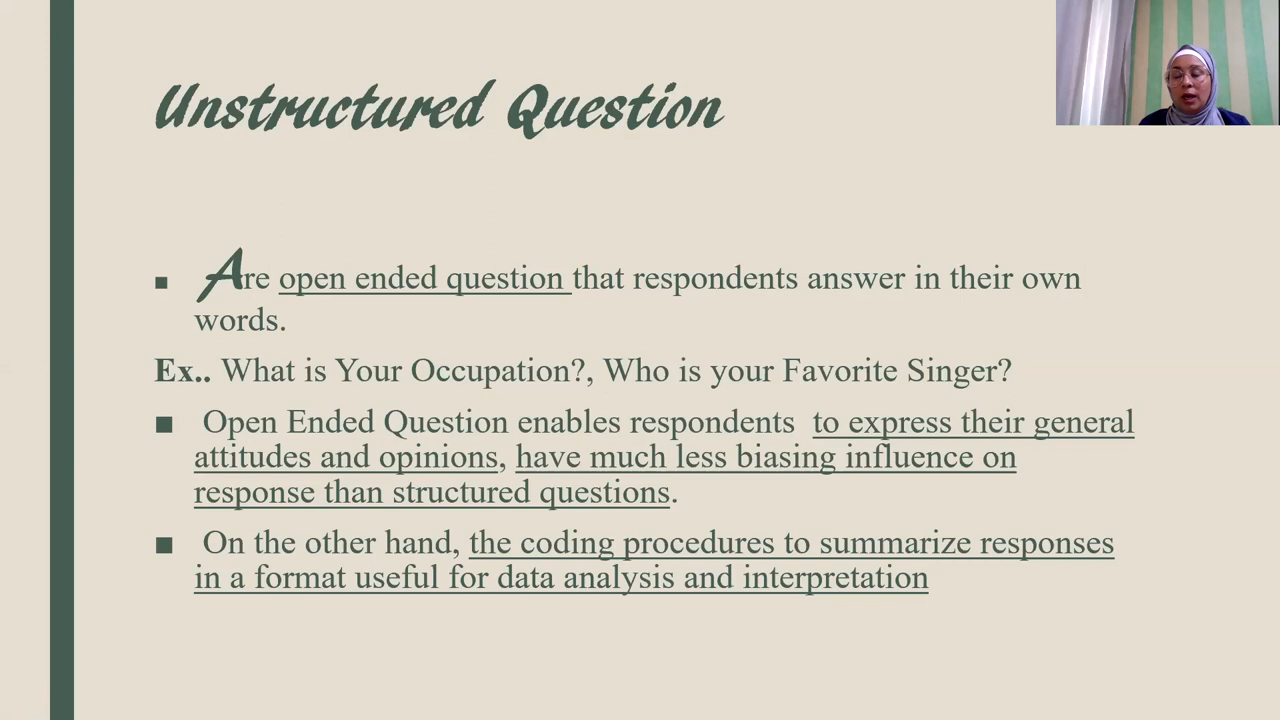 Unstructured Question
■ Are open ended question that respondents answer in their own
words.
Ex.. What is Your Occupation?, Who is your Favorite Singer?
■ Open Ended Question enables respondents to express their general
attitudes and opinions, have much less biasing influence on
response than structured questions.
■ On the other hand, the coding procedures to summarize responses
in a format useful for data analysis and interpretation